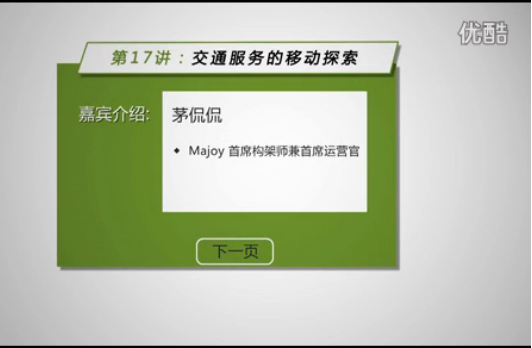 优酷
第17讲：交通服务的移动探索
嘉宾介绍:
茅侃侃
◆ Majoy 首席构架师兼首席运营官
下一页